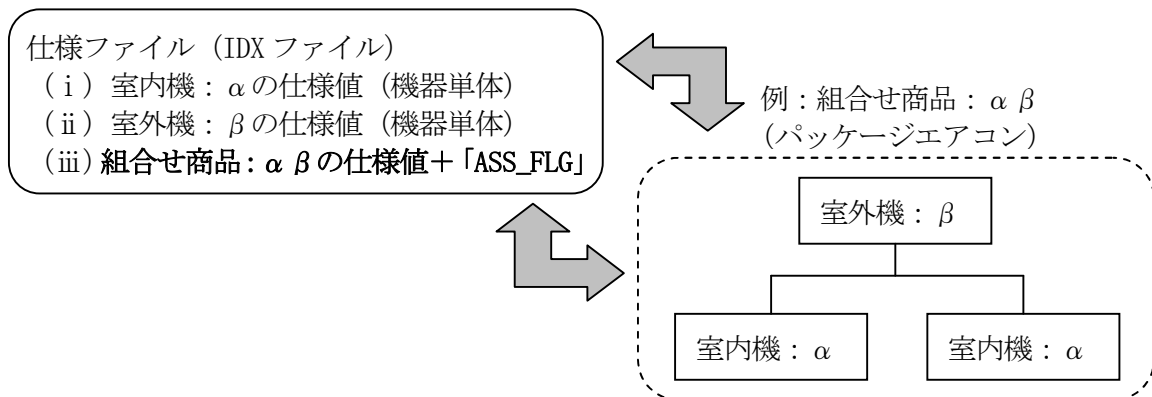 仕様ファイル（IDX ファイル）
（ⅰ）室内機：αの仕様値（機器単体）
（ⅱ）室外機：βの仕様値（機器単体）
（ⅲ）組合せ商品：αβの仕様値＋「ASS_FLG」
例：組合せ商品：αβ
（パッケージエアコン）
室外機：β
室内機：α
室内機：α